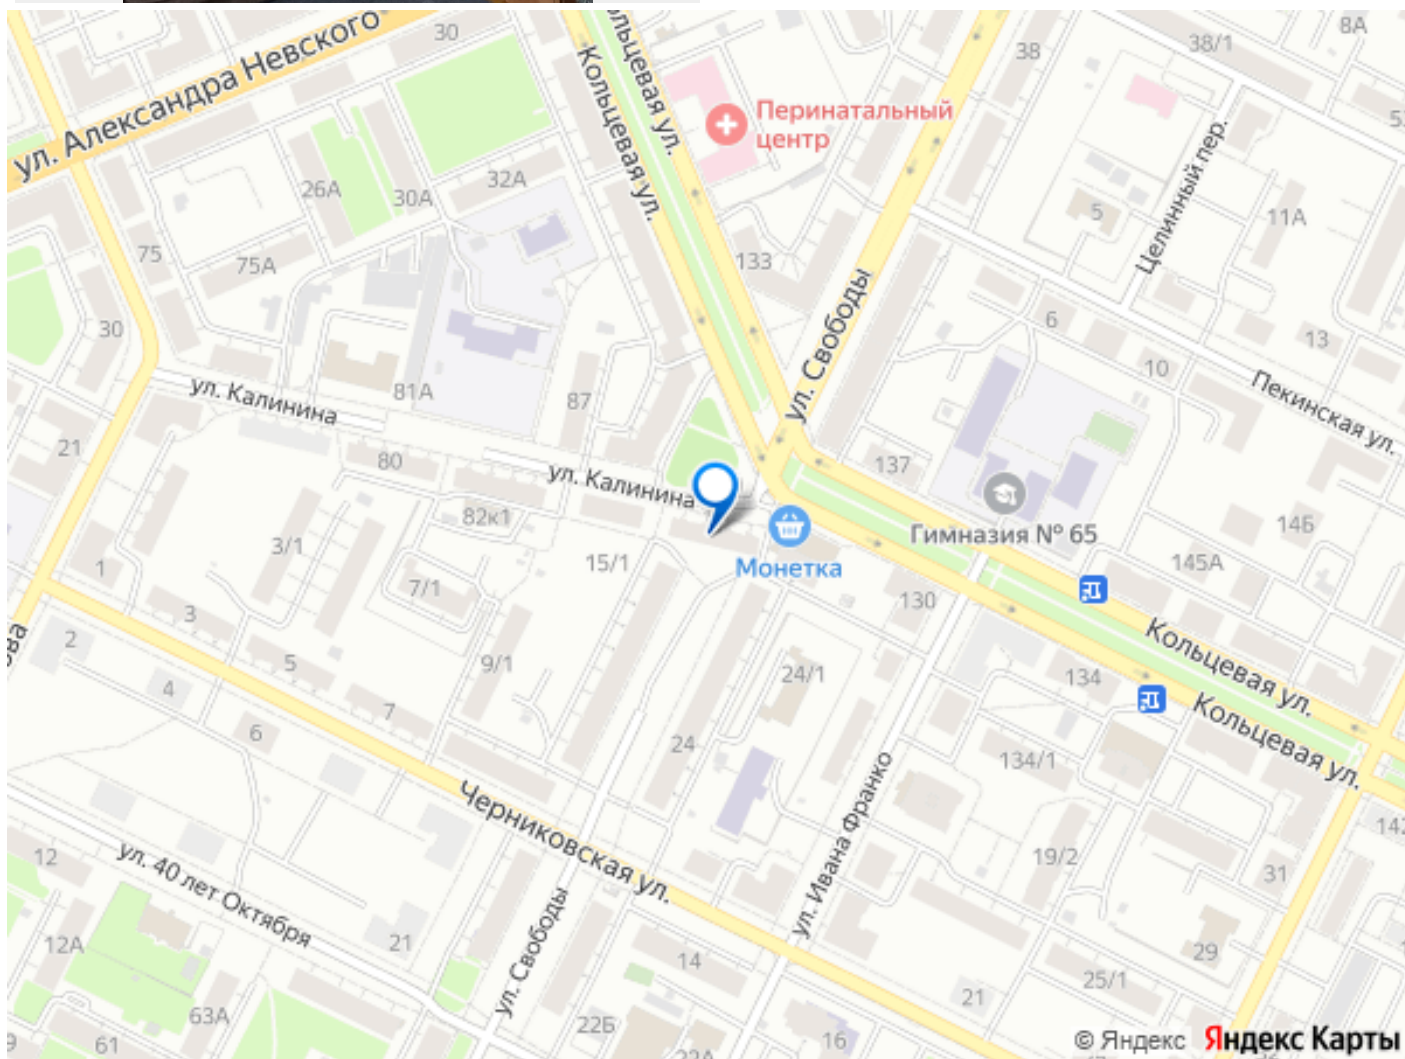 30
32А
38
38/1
8А
ул. Александра Невского
Кольцевая ул.
Кольцевая ул.
Перинатальный
центр
Целинный пер.
26А
30А
32А
5
11А
75
75А
133
30
ул. Свободы
6
13
10
Пекинская ул.
ул. Калинина
81А
87
21
80
ул. Калинина
137
82к1
Гимназия № 65
14Б
3/1
Монетка
15/1
145А
1
7/1
130
3
2
5
9/1
24/1
134
Кольцевая ул.
4
7
6
24
134/1
Кольцевая ул.
Черниковская ул.
ул. Ивана Франко
142
12
ул. 40 лет Октября
19/2
31
12А
21
ул. Свободы
14
29
25/1
63А
21
61
22Б
22А
16
© Яндекс Яндекс Карты